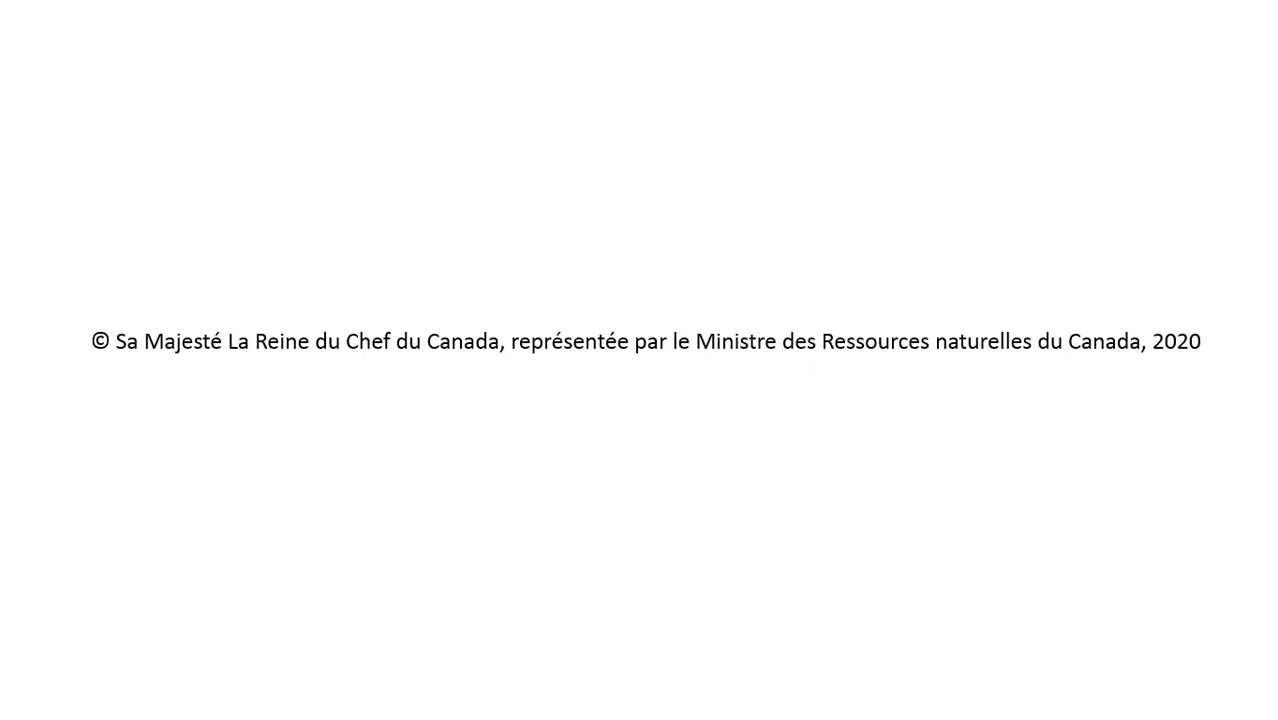 © Sa Majesté La Reine du Chef du Canada, représentée par le Ministre des Ressources naturelles du Canada, 2020